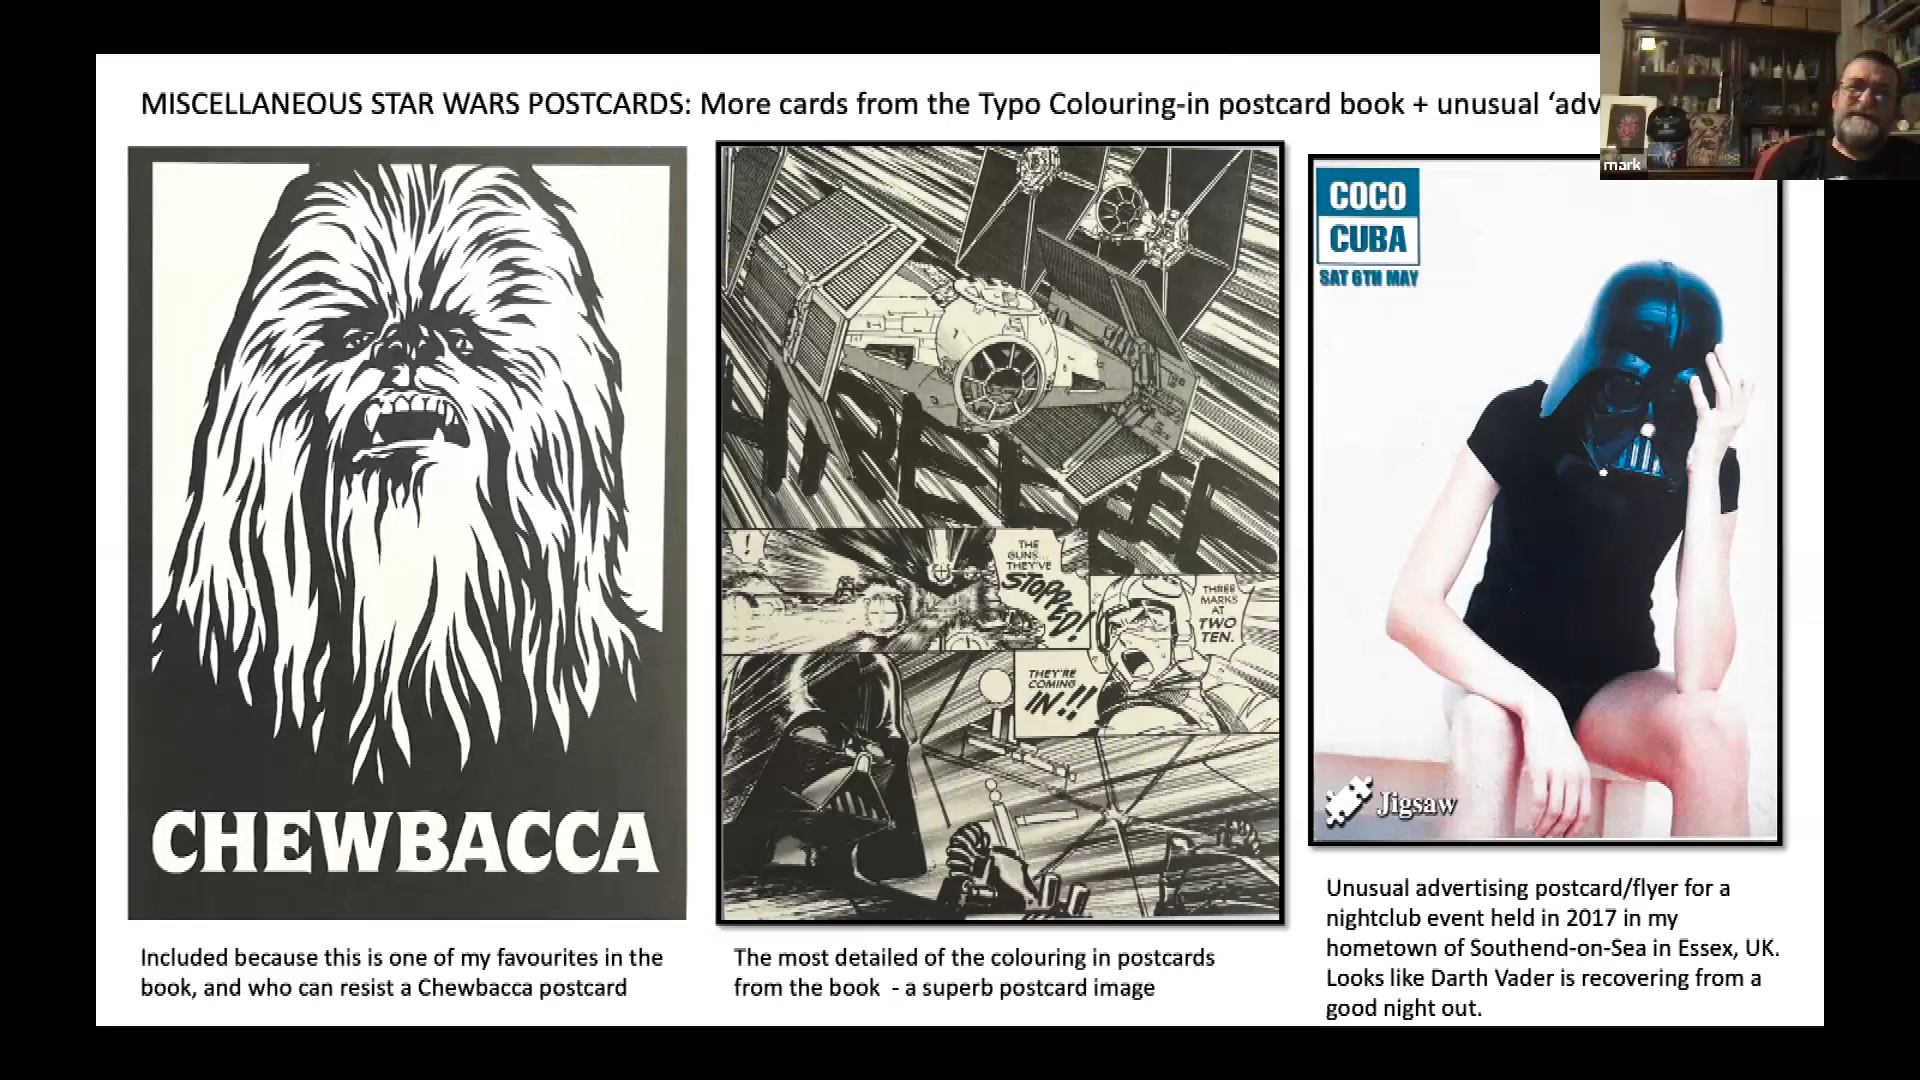 MISCELLANEOUS STAR WARS POSTCARDS: More cards from the Typo Colouring-in postcard book + unusual ‘adv
mark
CHEWBACCA
!
THE
GUNS...
THEY'VE
STOPPED!
THREE
MARKS
AT
TWO
TEN.
THEY'RE
COMING
IN!!!
COCO
CUBA
SAT 6TH MAY
Jigsaw
Included because this is one of my favourites in the
book, and who can resist a Chewbacca postcard
The most detailed of the colouring in postcards
from the book - a superb postcard image
Unusual advertising postcard/flyer for a
nightclub event held in 2017 in my
hometown of Southend-on-Sea in Essex, UK.
Looks like Darth Vader is recovering from a
good night out.